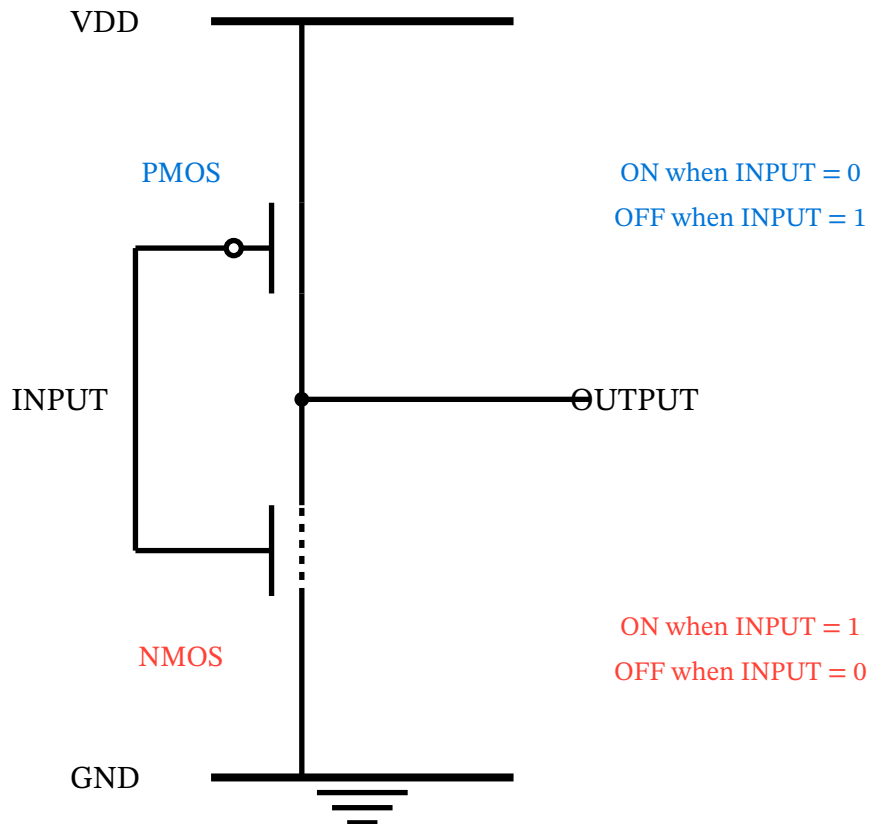 VDD
PMOS
ON when INPUT = 0
OFF when INPUT = 1
INPUT
OUTPUT
ON when INPUT = 1
NMOS
OFF when INPUT = 0
GND